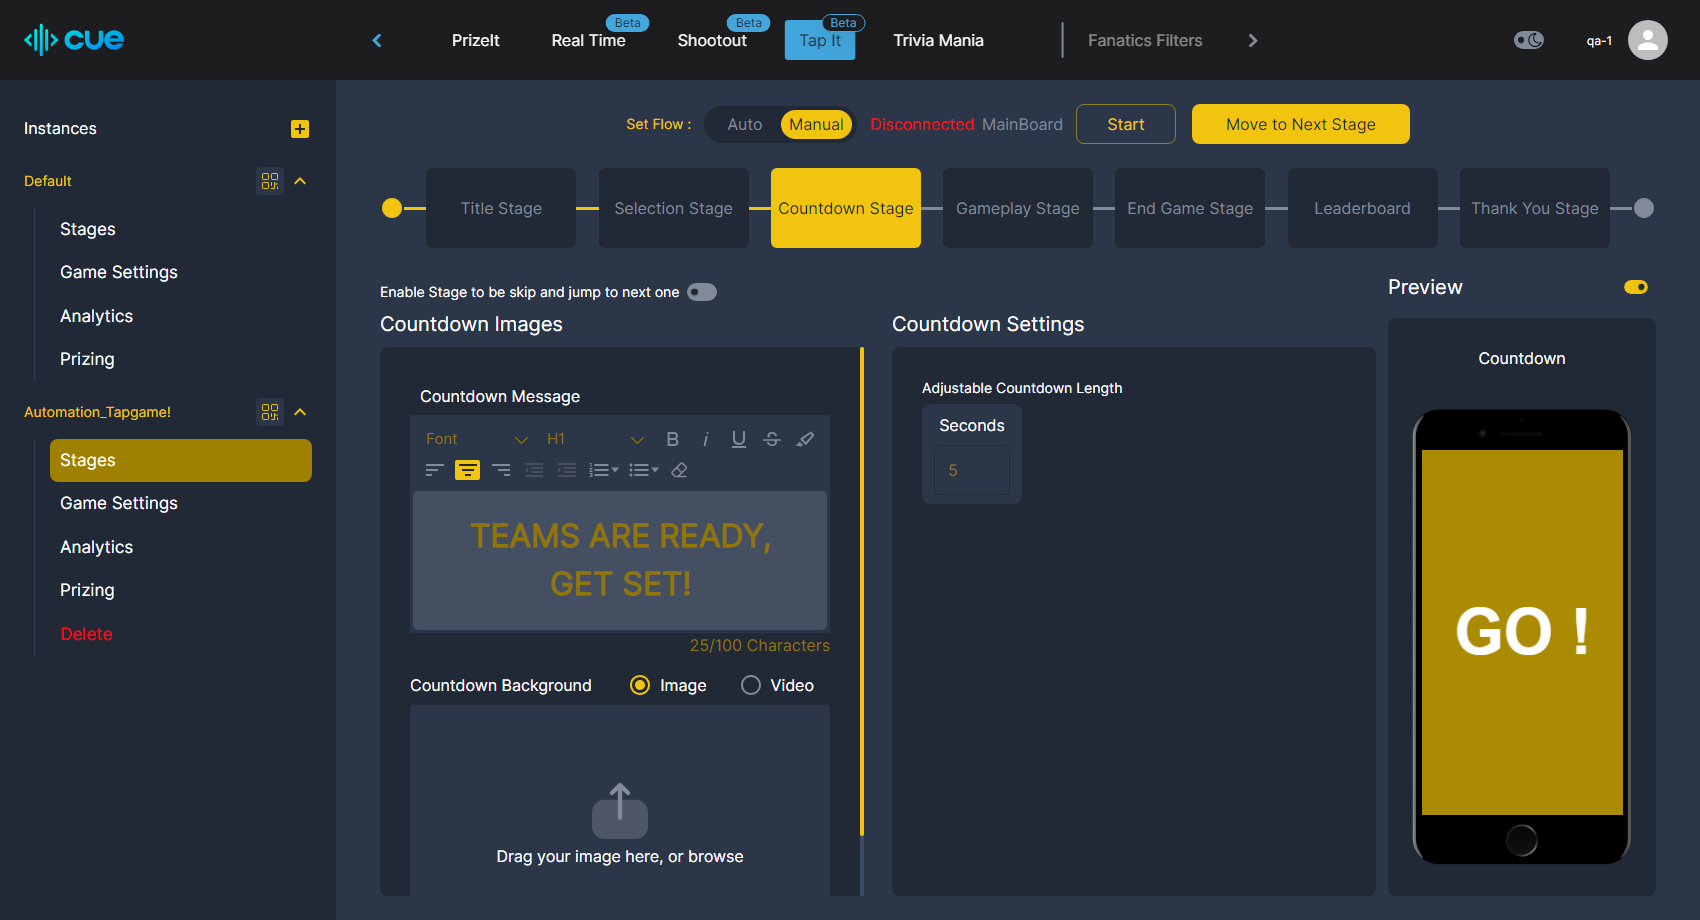 cue
PrizeIt
Real Time
Beta
Shootout
Beta
Tap It
Beta
Trivia Mania
Fanatics Filters
qa-1
Instances
Default
Stages
Game Settings
Analytics
Prizing
Automation_Tapgame!
Stages
Game Settings
Analytics
Prizing
Delete
Set Flow :
Auto
Manual
Disconnected MainBoard
Start
Move to Next Stage
Title Stage
Selection Stage
Countdown Stage
Gameplay Stage
End Game Stage
Leaderboard
Thank You Stage
Enable Stage to be skip and jump to next one
Countdown Images
Countdown Message
Font
H1
B
i
U
S
TEAMS ARE READY,
GET SET!
25/100 Characters
Countdown Background
Image
Video
Drag your image here, or browse
Countdown Settings
Adjustable Countdown Length
Seconds
5
Preview
Countdown
GO !